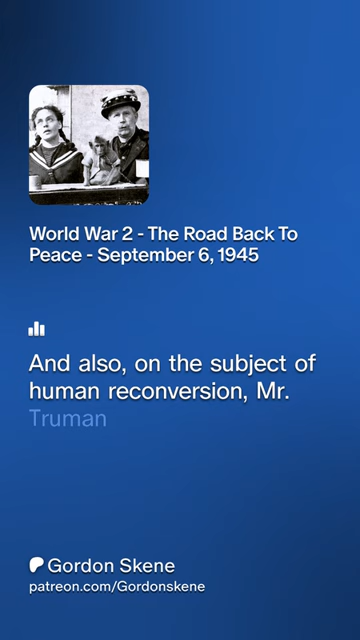 World War 2 - The Road Back To
Peace - September 6, 1945
And also, on the subject of
human reconversion, Mr.
Truman
Gordon Skene
patreon.com/Gordonskene